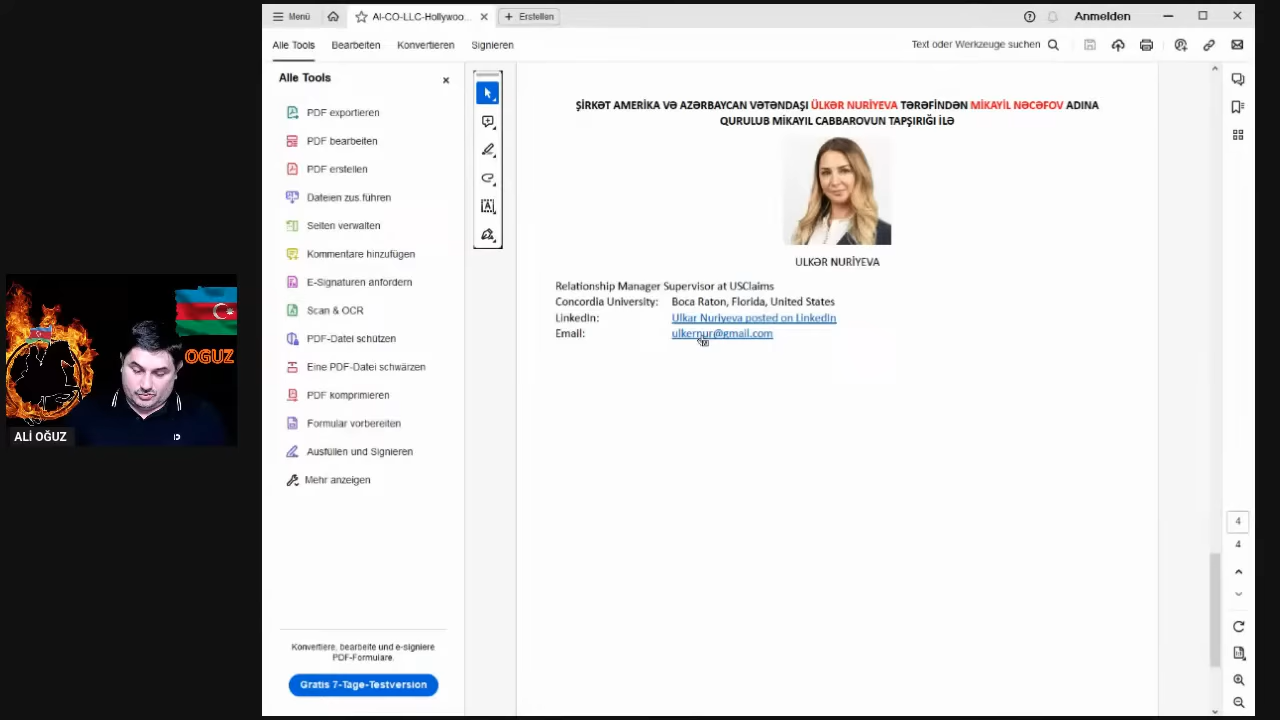 Menü
AI-CO-LLC-Hollywoo...
Erstellen
Anmelden
Alle Tools
Bearbeiten
Konvertieren
Signieren
Text oder Werkzeuge suchen
Alle Tools
PDF exportieren
PDF bearbeiten
PDF erstellen
Dateien zus.führen
Seiten verwalten
Kommentare hinzufügen
E-Signaturen anfordern
Scan & OCR
PDF-Datei schützen
Eine PDF-Datei schwärzen
PDF komprimieren
Formular vorbereiten
Ausfüllen und Signieren
Mehr anzeigen
Konvertiere, bearbeite und e-signiere
PDF-Formulare.
Gratis 7-Tage-Testversion
ŞİRKƏT AMERİKA VƏ AZƏRBAYCAN VƏTƏNDAŞI ÜLKƏR NURİYEVA TƏRƏFİNDƏN MİKAYİL NƏCƏFOV ADINA
QURULUB MİKAYIL CABBAROVUN TAPŞIRIĞI İLƏ
ULKƏR NURİYEVA
Relationship Manager Supervisor at USClaims
Concordia University: Boca Raton, Florida, United States
LinkedIn: Ulkar Nuriyeva posted on LinkedIn
Email: ulkernur@gmail.com
4
4
OGUZ
ALİ OĞUZ